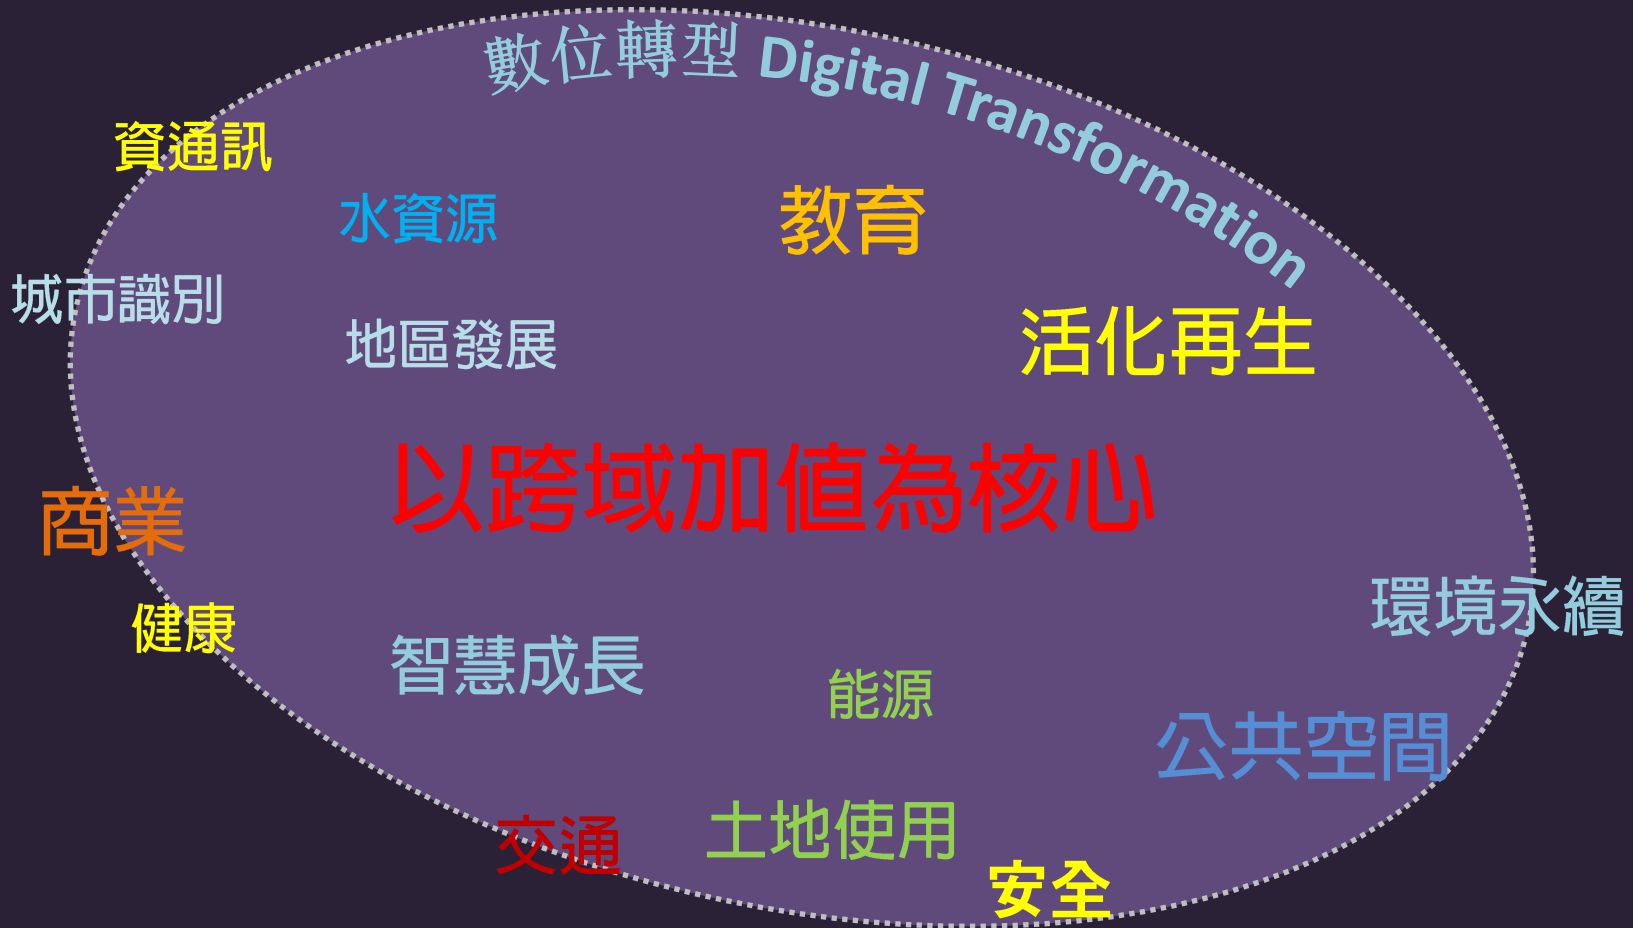 數位轉型 Digital Transformation
資通訊
水資源
教育
城市識別
地區發展
活化再生
以跨域加值為核心
商業
健康
環境永續
智慧成長
能源
公共空間
交通
土地使用
安全